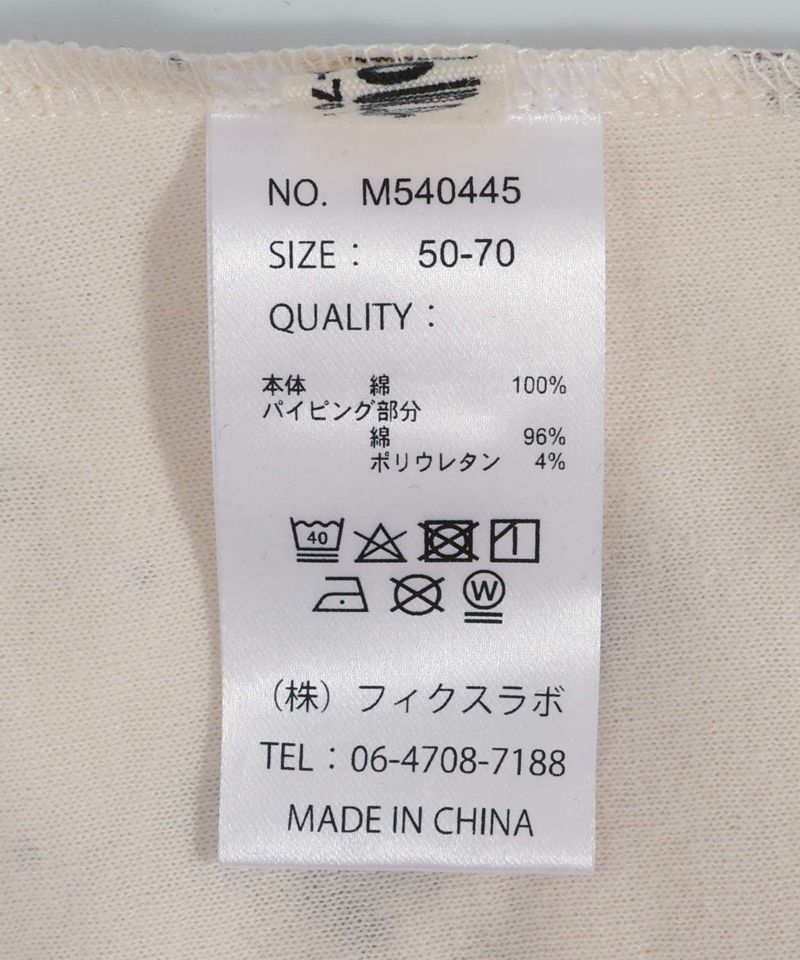 NO. M540445
SIZE： 50-70
QUALITY：
本体 綿 100%
パイピング部分
綿 96%
ポリウレタン 4%
40
W
（株）フィクスラボ
TEL：06-4708-7188
MADE IN CHINA